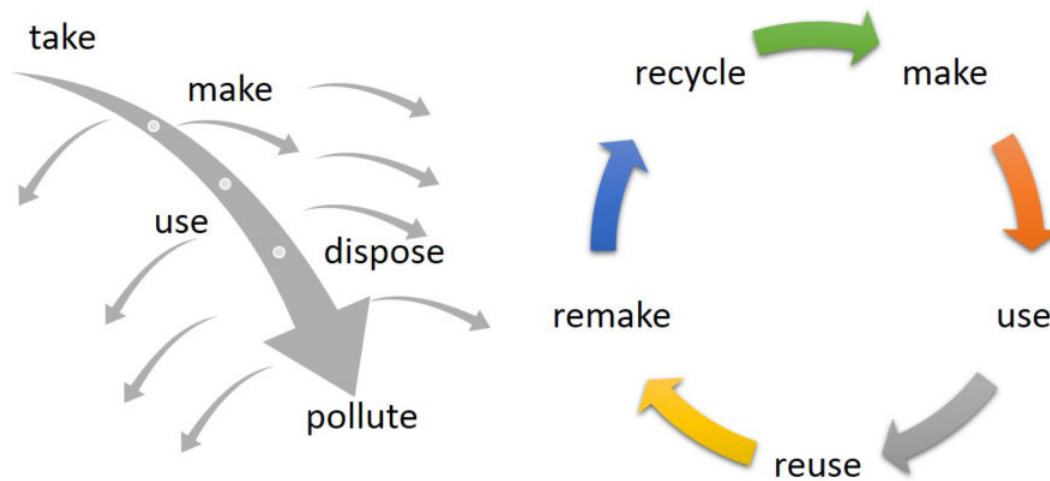 take
make
use
dispose
pollute
recycle
make
use
reuse
remake